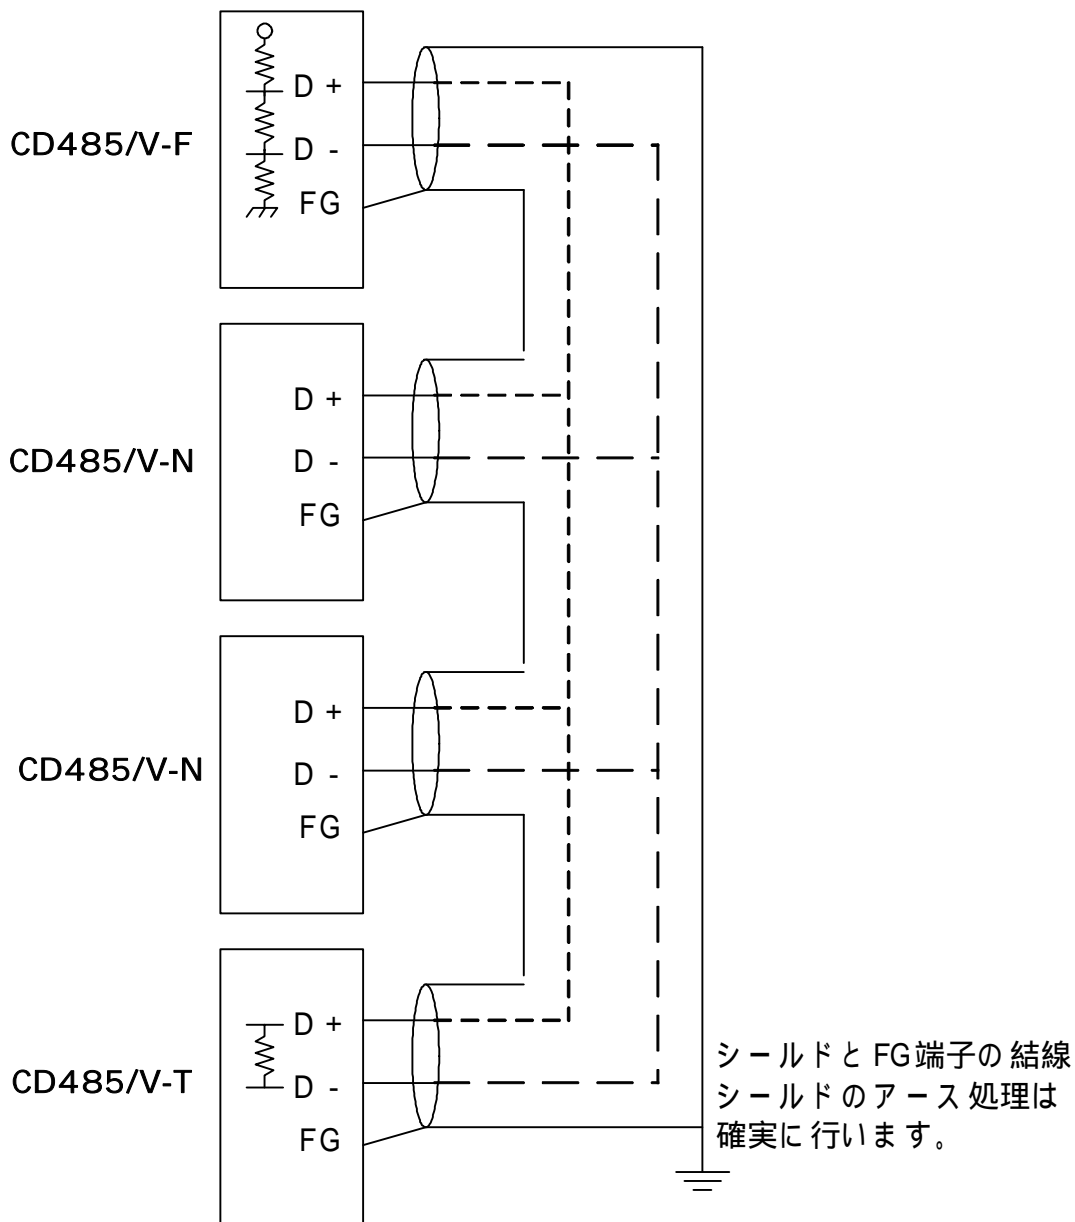 D +
CD485/V-F
D -
FG
D +
CD485/V-N
D -
FG
D +
CD485/V-N
D -
FG
D +
CD485/V-T
D -
FG
シールドと FG端子の結線
シールドのアース処理は
確実に行います。